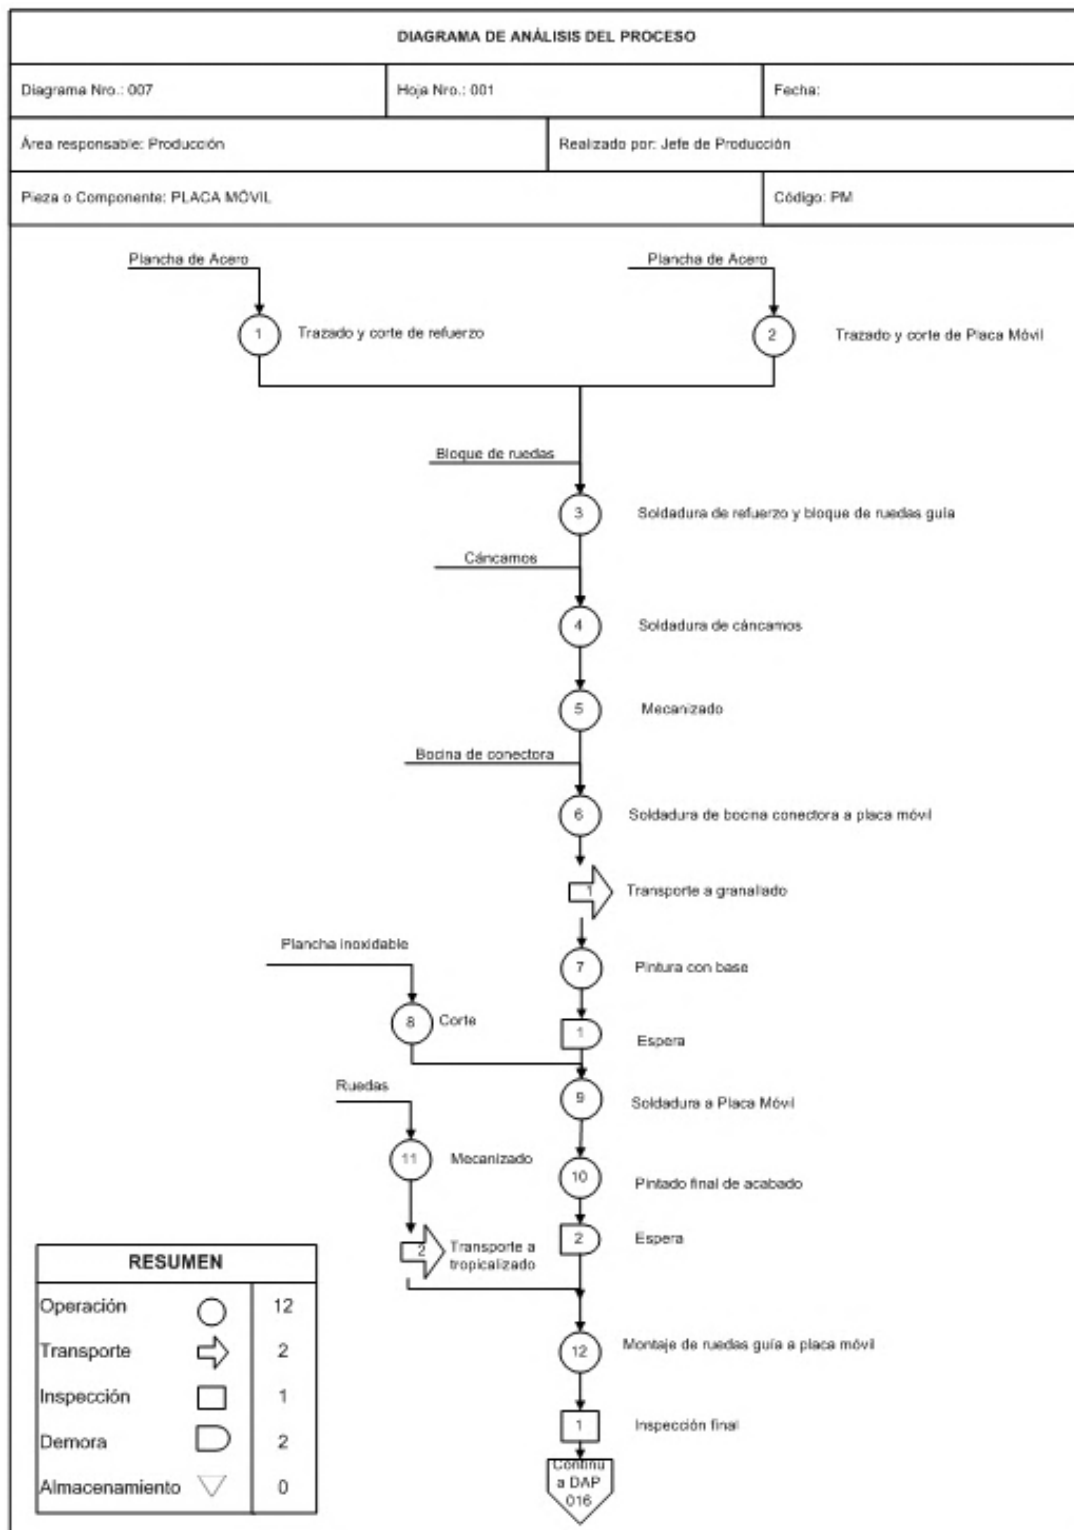 DIAGRAMA DE ANÁLISIS DEL PROCESO
Diagrama Nro.: 007
Hoja Nro.: 001
Fecha:
Área responsable: Producción
Realizado por: Jefe de Producción
Pieza o Componente: PLACA MÓVIL
Código: PM
Plancha de Acero
Plancha de Acero
1
Trazado y corte de refuerzo
2
Trazado y corte de Placa Móvil
Bloque de ruedas
3
Soldadura de refuerzo y bloque de ruedas guía
Cáncamos
4
Soldadura de cáncamos
5
Mecanizado
Bocina de conectora
6
Soldadura de bocina conectora a placa móvil
1
Transporte a granallado
Plancha inoxidable
7
Pintura con base
8
Corte
1
Espera
Ruedas
9
Soldadura a Placa Móvil
11
Mecanizado
10
Pintado final de acabado
2
Transporte a
tropicalizado
2
Espera
12
Montaje de ruedas guía a placa móvil
1
Inspección final
Continú
a DAP
016
RESUMEN
Operación 12
Transporte 2
Inspección 1
Demora 2
Almacenamiento 0